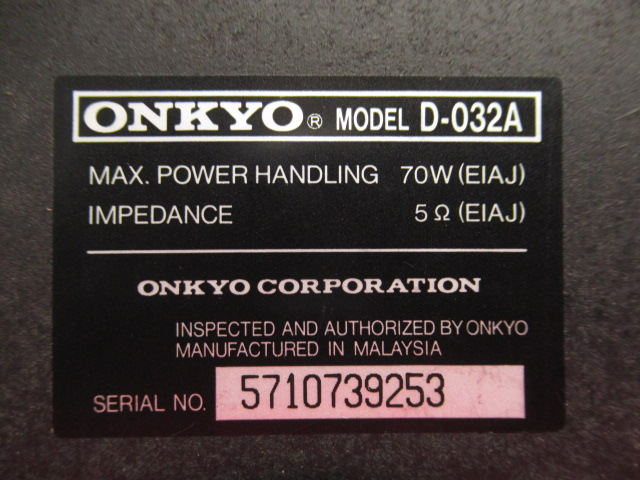 ONKYO® MODEL D-032A
MAX. POWER HANDLING 70W (EIAJ)
IMPEDANCE 5 Ω (EIAJ)
ONKYO CORPORATION
INSPECTED AND AUTHORIZED BY ONKYO
MANUFACTURED IN MALAYSIA
SERIAL NO. 5710739253